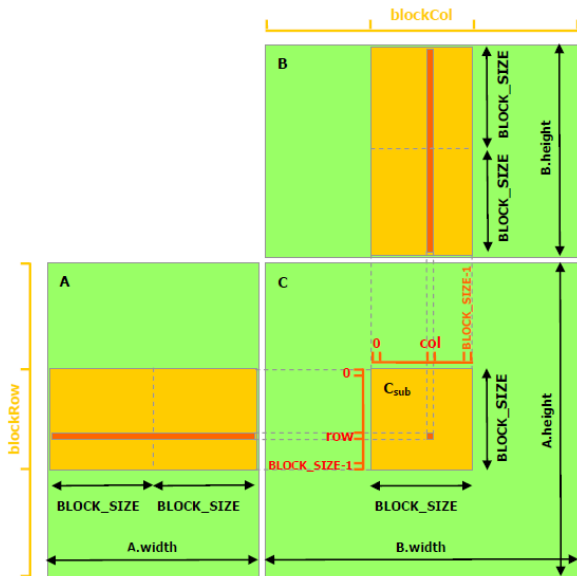 blockCol
B
BLOCK_SIZE
BLOCK_SIZE
B.height
A
C
BLOCK_SIZE-1
0
col
0
C_sub
blockRow
row
BLOCK_SIZE
A.height
BLOCK_SIZE-1
BLOCK_SIZE
BLOCK_SIZE
BLOCK_SIZE
A.width
B.width